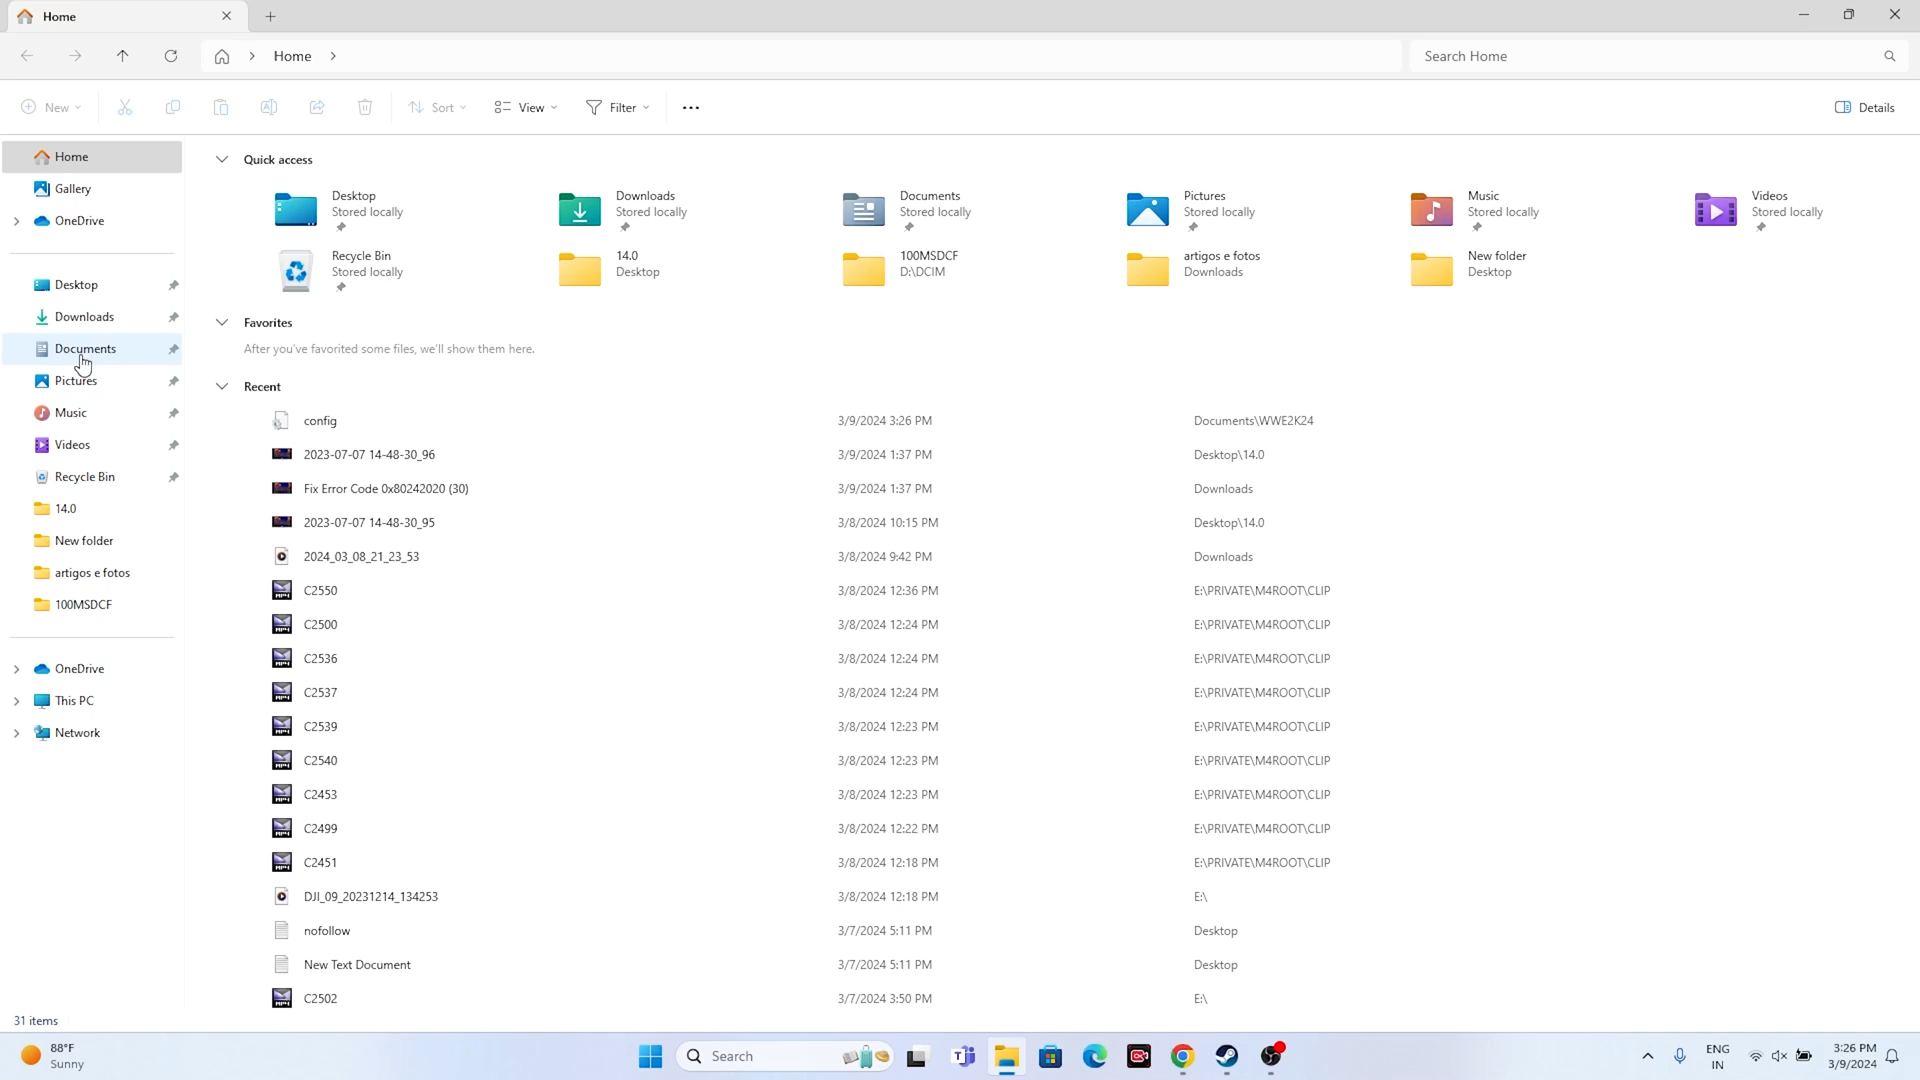 Home
Home
Search Home
New
Sort
View
Filter
Details
Home
Gallery
OneDrive
Desktop
Downloads
Documents
Pictures
Music
Videos
Recycle Bin
14.0
New folder
artigos e fotos
100MSDCF
OneDrive
This PC
Network
Quick access
Desktop
Stored locally
Downloads
Stored locally
Documents
Stored locally
Pictures
Stored locally
Music
Stored locally
Videos
Stored locally
Recycle Bin
Stored locally
14.0
Desktop
100MSDCF
D:\DCIM
artigos e fotos
Downloads
New folder
Desktop
Favorites
After you've favorited some files, we'll show them here.
Recent
config 3/9/2024 3:26 PM Documents\WWE2K24
2023-07-07 14-48-30_96 3/9/2024 1:37 PM Desktop\14.0
Fix Error Code 0x80242020 (30) 3/9/2024 1:37 PM Downloads
2023-07-07 14-48-30_95 3/8/2024 10:15 PM Desktop\14.0
2024_03_08_21_23_53 3/8/2024 9:42 PM Downloads
C2550 3/8/2024 12:36 PM E:\PRIVATE\M4ROOT\CLIP
C2500 3/8/2024 12:24 PM E:\PRIVATE\M4ROOT\CLIP
C2536 3/8/2024 12:24 PM E:\PRIVATE\M4ROOT\CLIP
C2537 3/8/2024 12:24 PM E:\PRIVATE\M4ROOT\CLIP
C2539 3/8/2024 12:23 PM E:\PRIVATE\M4ROOT\CLIP
C2540 3/8/2024 12:23 PM E:\PRIVATE\M4ROOT\CLIP
C2453 3/8/2024 12:23 PM E:\PRIVATE\M4ROOT\CLIP
C2499 3/8/2024 12:22 PM E:\PRIVATE\M4ROOT\CLIP
C2451 3/8/2024 12:18 PM E:\PRIVATE\M4ROOT\CLIP
DJI_09_20231214_134253 3/8/2024 12:18 PM E:\
nofollow 3/7/2024 5:11 PM Desktop
New Text Document 3/7/2024 5:11 PM Desktop
C2502 3/7/2024 3:50 PM E:\
31 items
88°F
Sunny
Search
ENG
IN
3:26 PM
3/9/2024